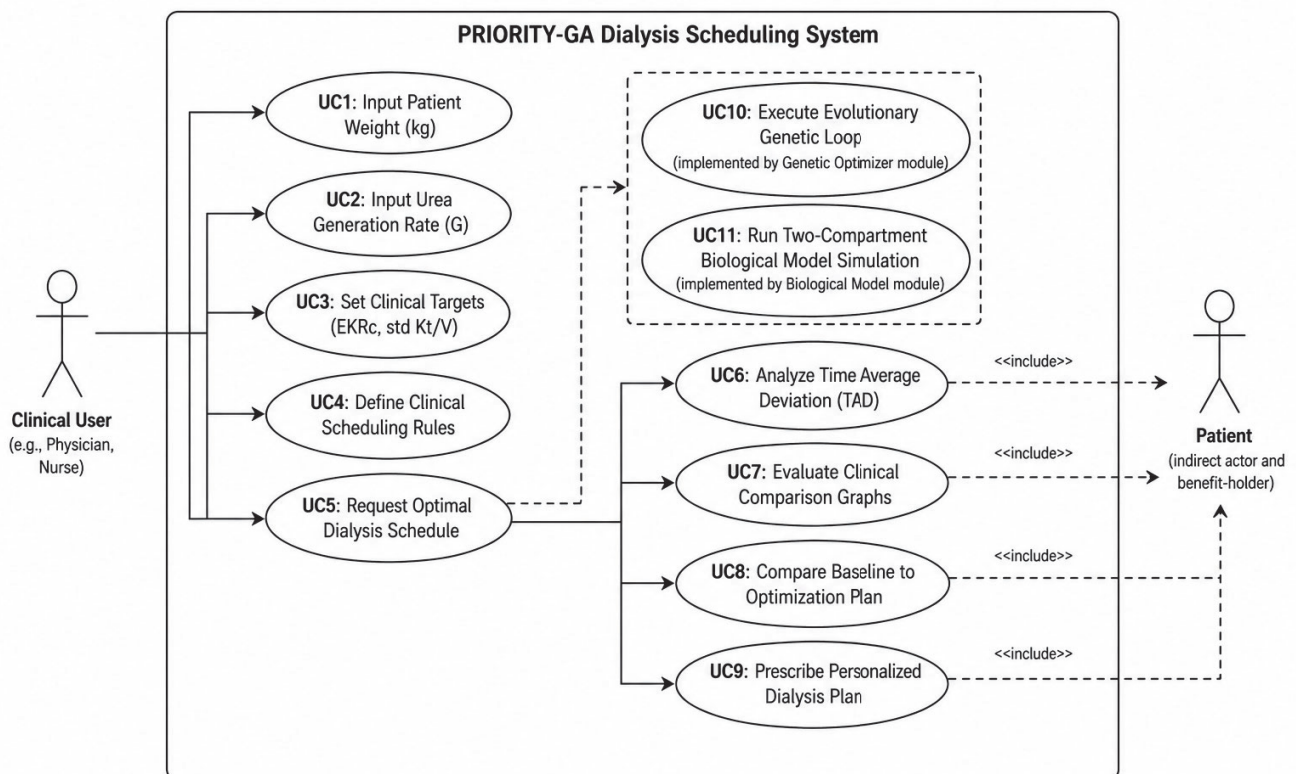 PRIORITY-GA Dialysis Scheduling System
UC1: Input Patient
Weight (kg)
UC2: Input Urea
Generation Rate (G)
UC3: Set Clinical Targets
(EKRc, std Kt/V)
UC4: Define Clinical
Scheduling Rules
UC5: Request Optimal
Dialysis Schedule
Clinical User
(e.g., Physician,
Nurse)
UC10: Execute Evolutionary
Genetic Loop
(implemented by Genetic Optimizer module)
UC11: Run Two-Compartment
Biological Model Simulation
(implemented by Biological Model module)
UC6: Analyze Time Average
Deviation (TAD)
UC7: Evaluate Clinical
Comparison Graphs
UC8: Compare Baseline to
Optimization Plan
UC9: Prescribe Personalized
Dialysis Plan
<<include>>
<<include>>
<<include>>
<<include>>
Patient
(indirect actor and
benefit-holder)